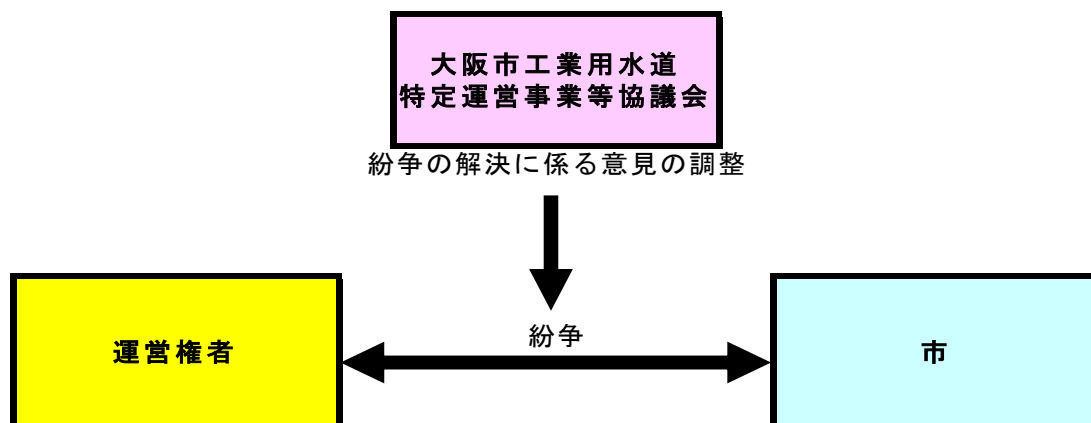 大阪市工業用水道
特定運営事業等協議会
紛争の解決に係る意見の調整
紛争
運営権者
市